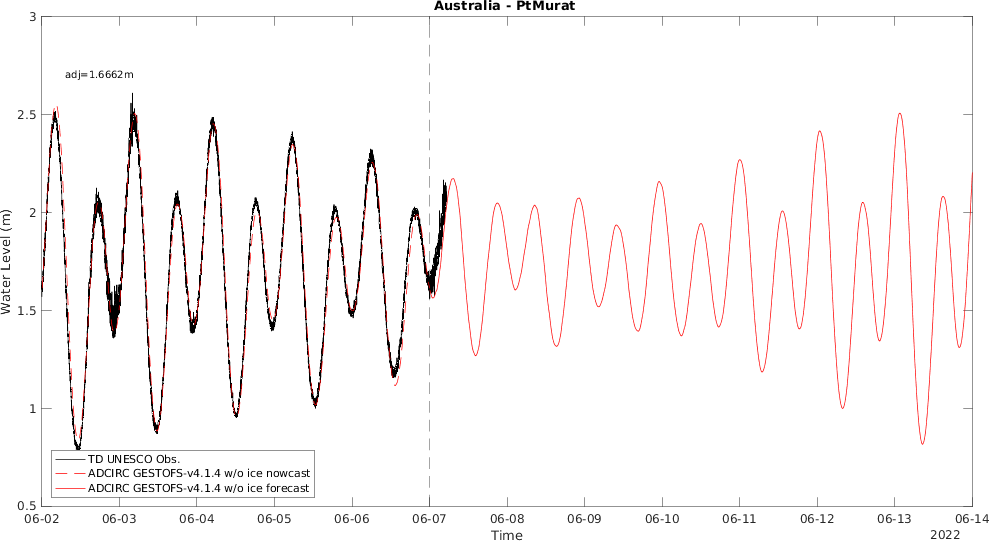 Australia - PtMurat
3
adj=1.6662m
2.5
2
Water Level (m)
1.5
1
TD UNESCO Obs.
ADCIRC GESTOFS-v4.1.4 w/o ice nowcast
ADCIRC GESTOFS-v4.1.4 w/o ice forecast
0.5
06-02 06-03 06-04 06-05 06-06 06-07 06-08 06-09 06-10 06-11 06-12 06-13 06-14
Time
2022